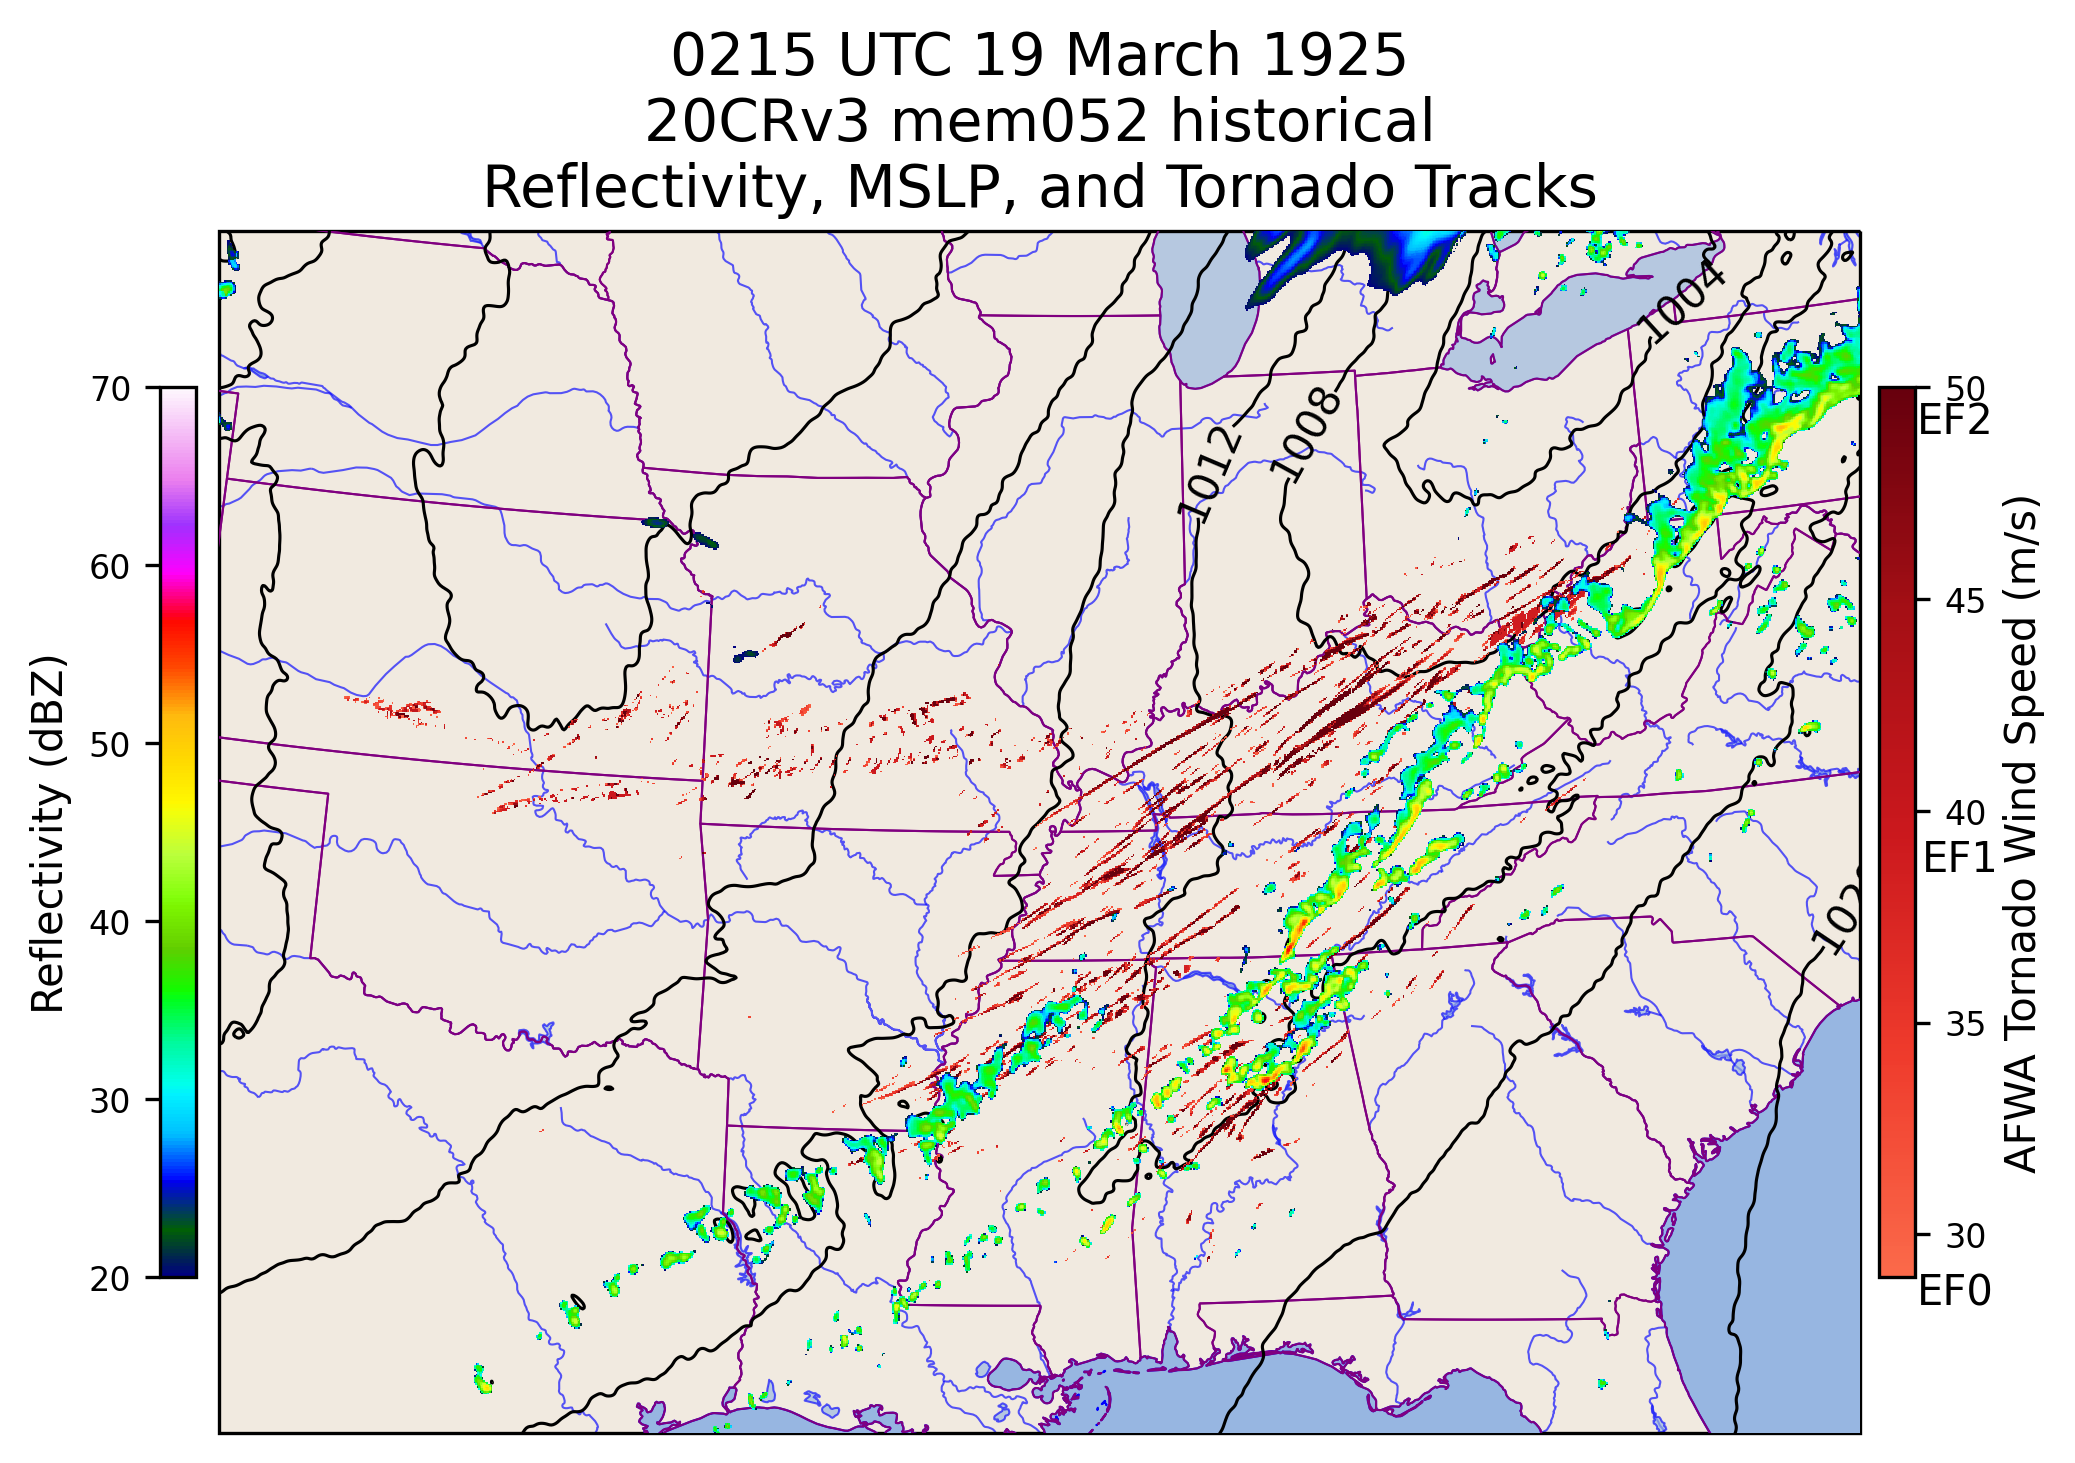 0215 UTC 19 March 1925
20CRv3 mem052 historical
Reflectivity, MSLP, and Tornado Tracks
1004
1008
1012
70
60
50
40
30
20
Reflectivity (dBZ)
50
EF2
45
40
EF1
35
30
EF0
AFWA Tornado Wind Speed (m/s)